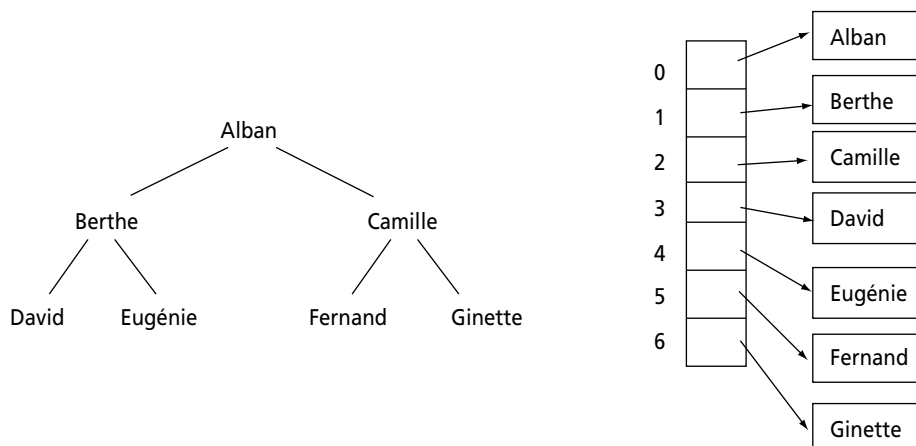 Alban
Berthe Camille
David Eugénie Fernand Ginette
0 Alban
1 Berthe
2 Camille
3 David
4 Eugénie
5 Fernand
6 Ginette